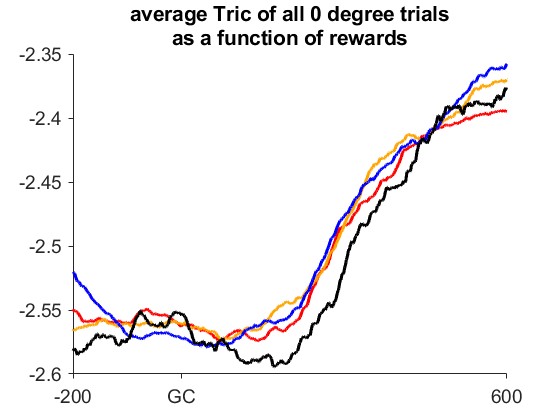 average Tric of all 0 degree trials
as a function of rewards
-2.35
-2.4
-2.45
-2.5
-2.55
-2.6
-200
GC
600